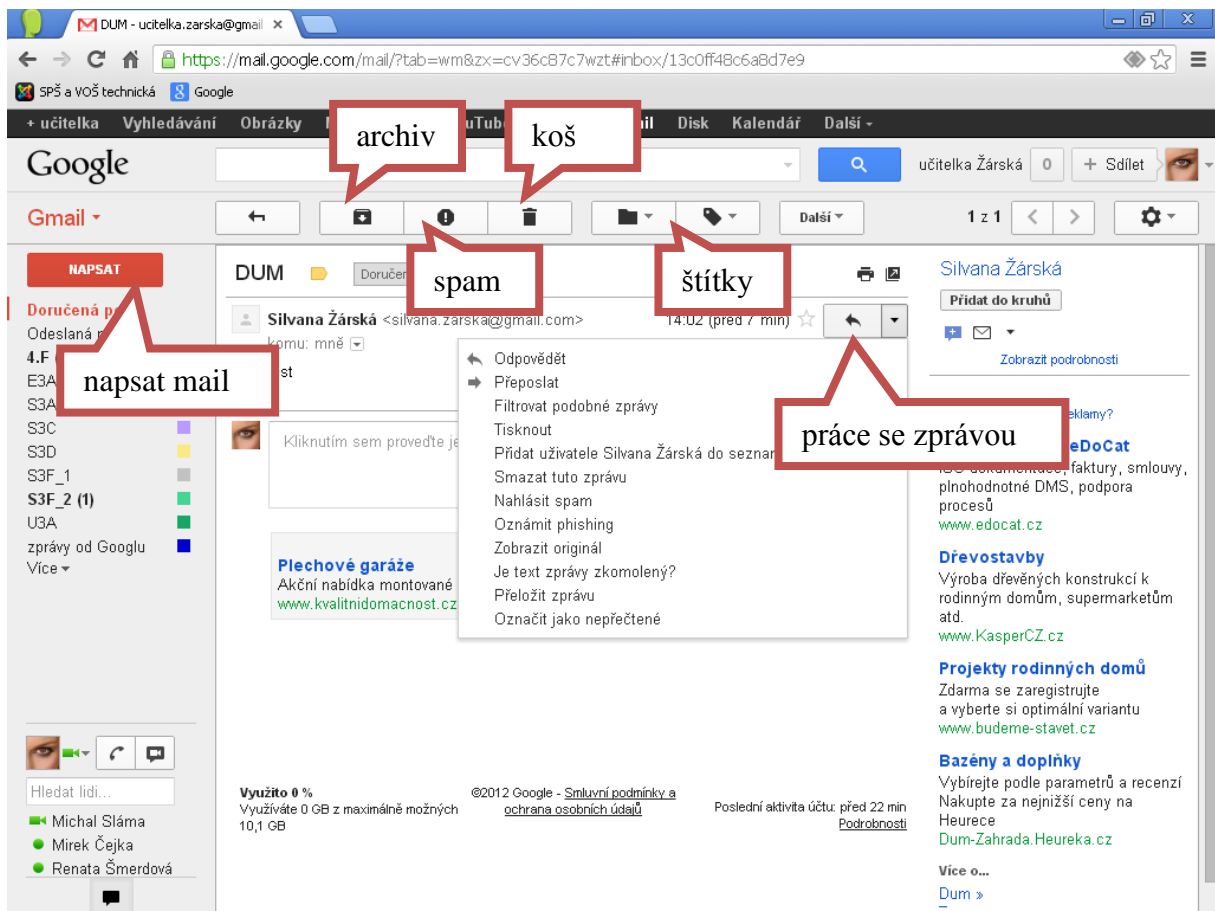 DUM - ucitelka.zarska@gmail
https://mail.google.com/mail/?tab=wm&zx=cv36c87c7wzt#inbox/13c0ff48c6a8d7e9
SPŠ a VOŠ technická Google
+ učitelka Vyhledávání Obrázky Disk Kalendář Další
archiv
koš
Google
učitelka Žárská 0 + Sdílet
Gmail
Další
1 z 1
spam
štítky
NAPSAT
DUM
Silvana Žárská
Přidat do kruhů
Zobrazit podrobnosti
Doručená
Odeslaná
4.F
E3A
S3A
S3C
S3D
S3F_1
S3F_2 (1)
U3A
zprávy od Googlu
Více
napsat mail
Silvana Žárská <silvana.zarska@gmail.com> 14:02 (před 7 min)
komu: mně
Odpovědět
Přeposlat
Filtrovat podobné zprávy
Tisknout
Přidat uživatele Silvana Žárská do
Smazat tuto zprávu
Nahlásit spam
Oznámit phishing
Zobrazit originál
Je text zprávy zkomolený?
Přeložit zprávu
Označit jako nepřečtené
práce se zprávou
Kliknutím sem proveďte
Plechové garáže
Akční nabídka montované
www.kvalitnidomacnost.cz
eDoCat
faktury, smlouvy,
plnohodnotné DMS, podpora
procesů
www.edocat.cz
Dřevostavby
Výroba dřevěných konstrukcí k
rodinným domům, supermarketům
atd.
www.KasperCZ.cz
Projekty rodinných domů
Zdarma se zaregistrujte
a vyberte si optimální variantu
www.budeme-stavet.cz
Bazény a doplňky
Vybírejte podle parametrů a recenzí
Nakupte za nejnižší ceny na
Heurece
Dum-Zahrada.Heureka.cz
Více o...
Dum »
Hledat lidi...
Michal Sláma
Mirek Čejka
Renata Šmerdová
Využito 0 %
Využíváte 0 GB z maximálně možných
10,1 GB
©2012 Google - Smluvní podmínky a
ochrana osobních údajů
Poslední aktivita účtu: před 22 min
Podrobnosti